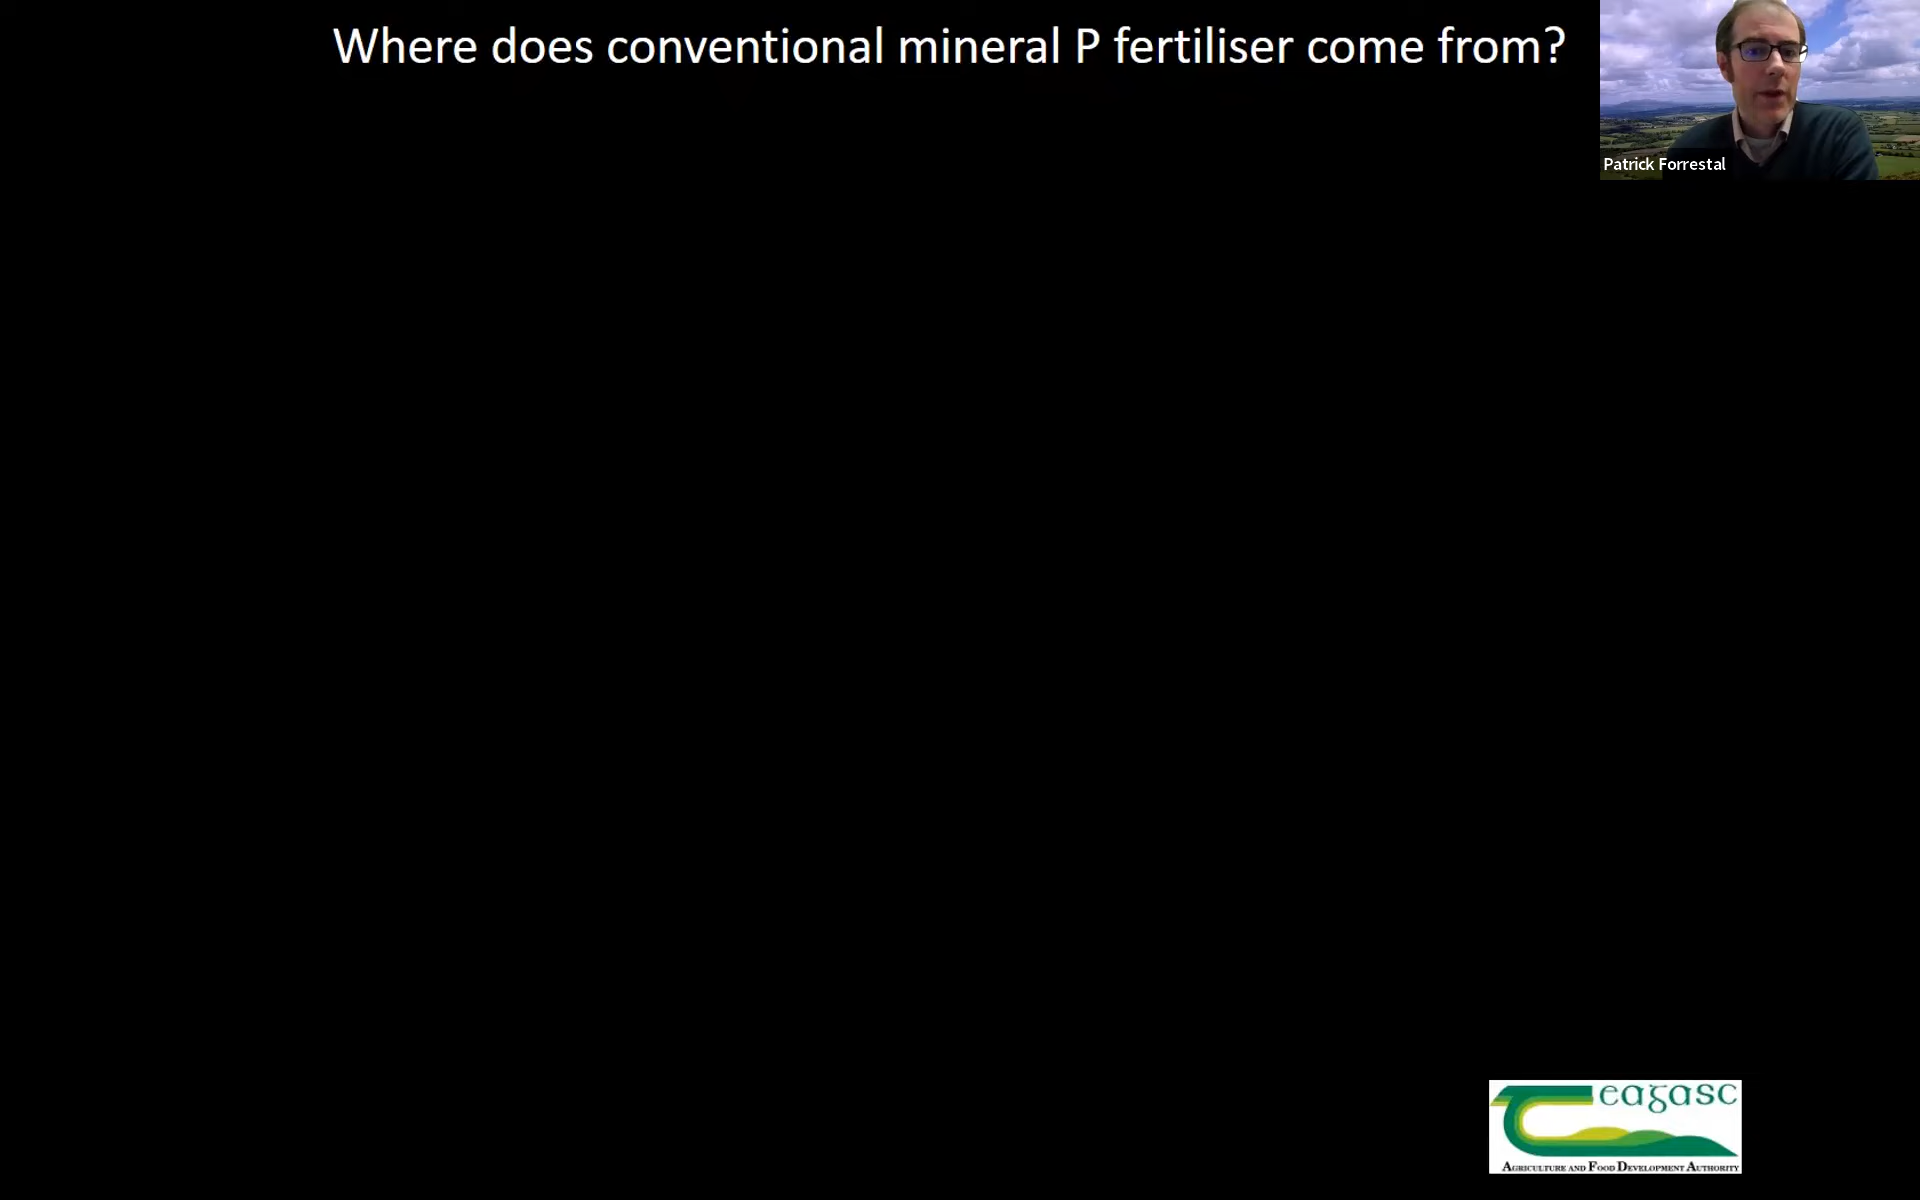 Where does conventional mineral P fertiliser come from?
Patrick Forrestal
eagasc
AGRICULTURE AND FOOD DEVELOPMENT AUTHORITY